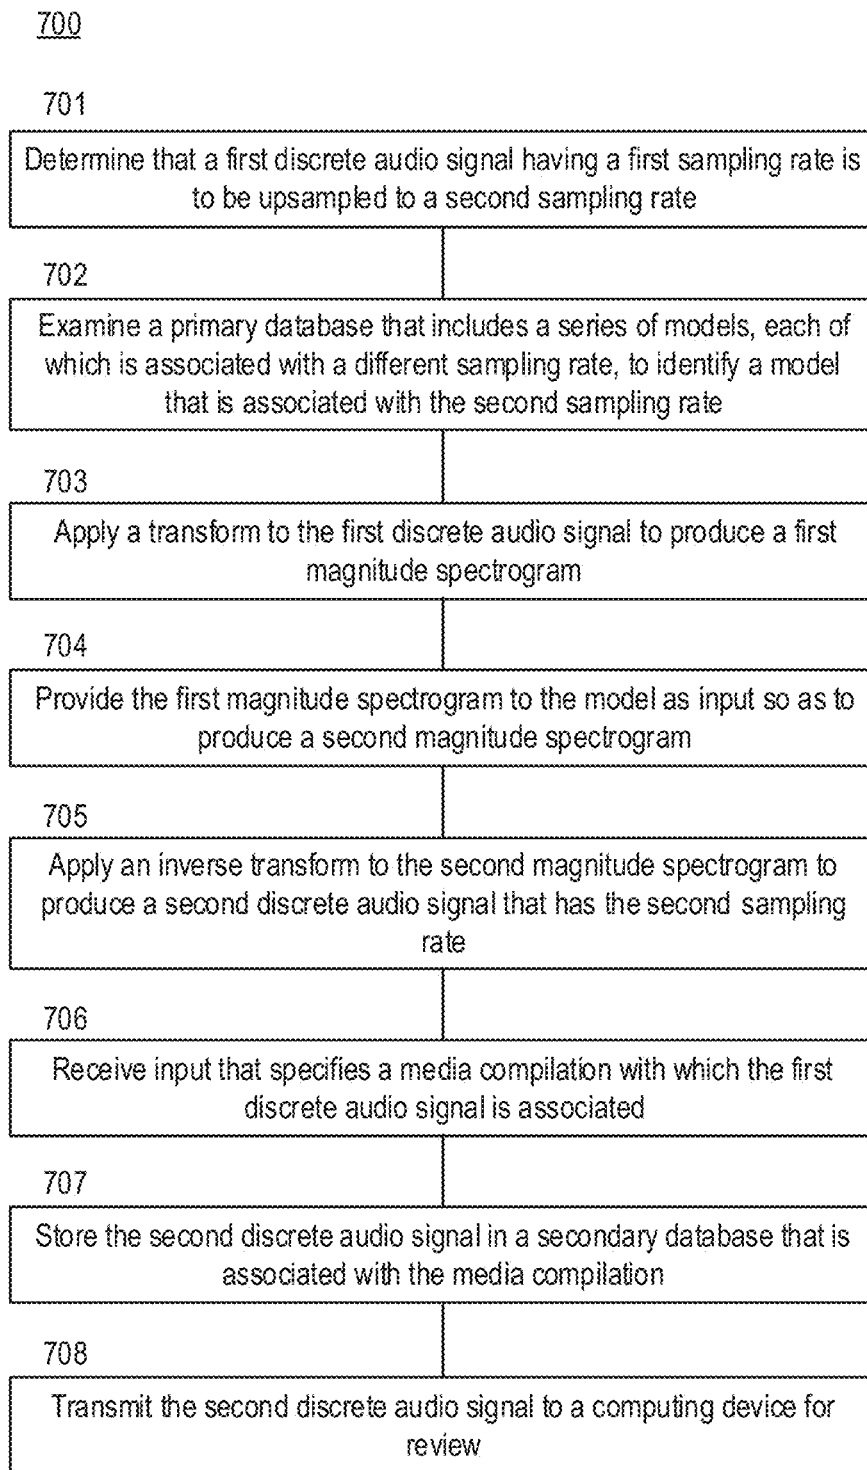 700
701
Determine that a first discrete audio signal having a first sampling rate is
to be upsampled to a second sampling rate
702
Examine a primary database that includes a series of models, each of
which is associated with a different sampling rate, to identify a model
that is associated with the second sampling rate
703
Apply a transform to the first discrete audio signal to produce a first
magnitude spectrogram
704
Provide the first magnitude spectrogram to the model as input so as to
produce a second magnitude spectrogram
705
Apply an inverse transform to the second magnitude spectrogram to
produce a second discrete audio signal that has the second sampling
rate
706
Receive input that specifies a media compilation with which the first
discrete audio signal is associated
707
Store the second discrete audio signal in a secondary database that is
associated with the media compilation
708
Transmit the second discrete audio signal to a computing device for
review